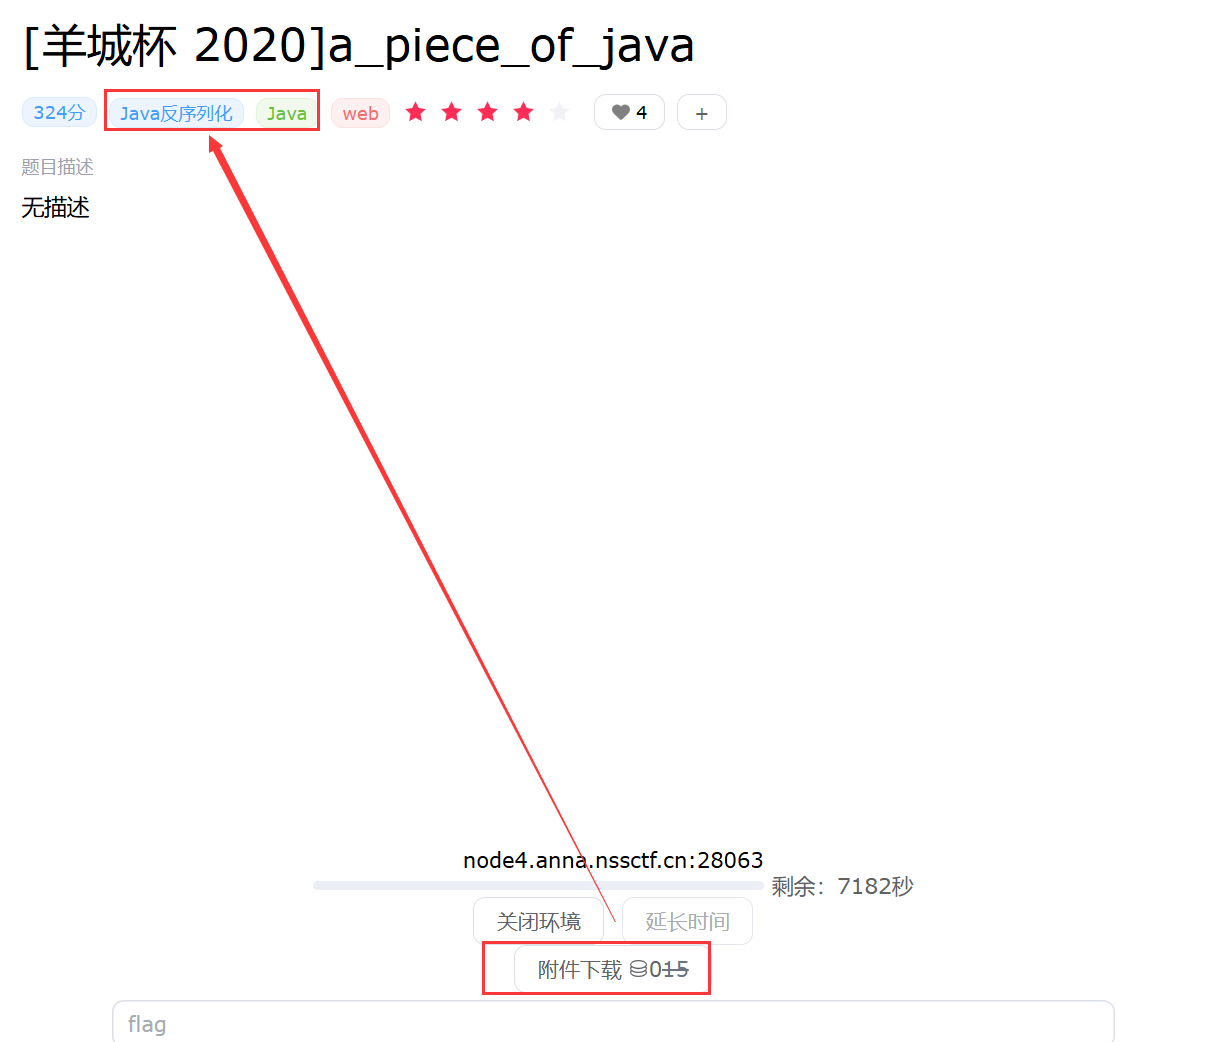 [羊城杯 2020]a_piece_of_java
324分 Java反序列化 Java web 4 +
题目描述
无描述
node4.anna.nssctf.cn:28063
剩余：7182秒
关闭环境 延长时间
附件下载 015
flag